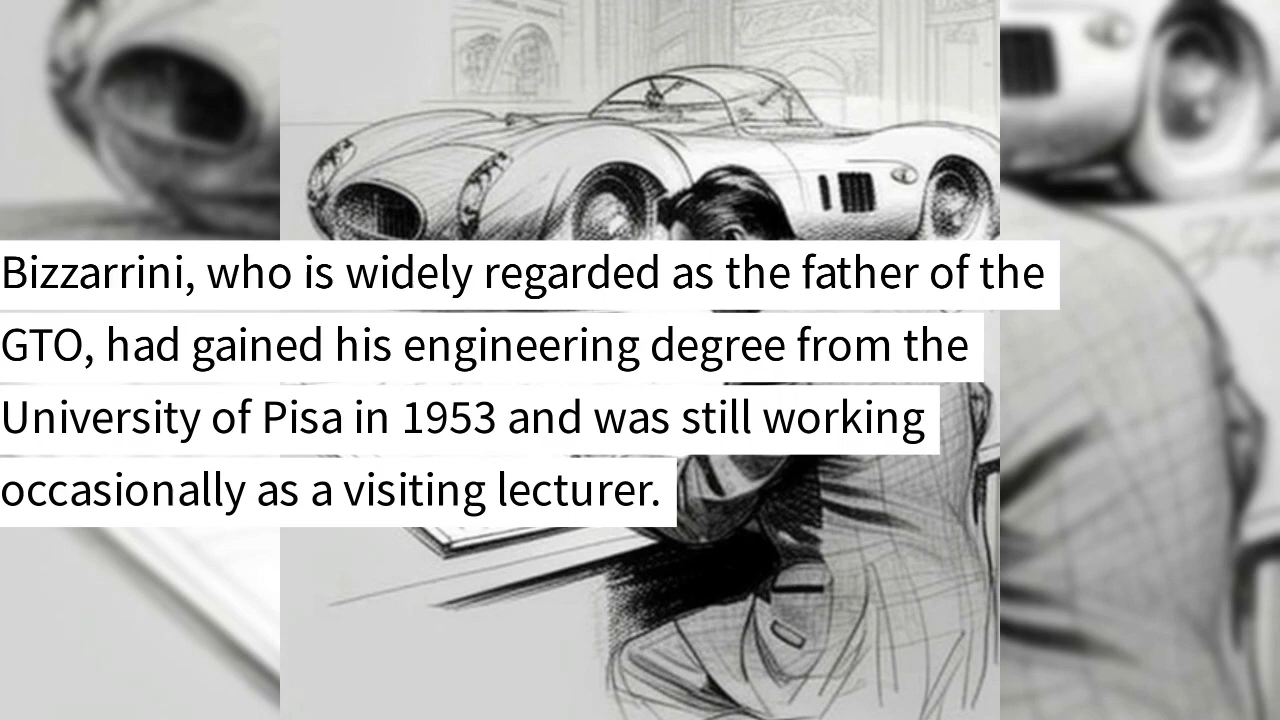 Bizzarrini, who is widely regarded as the father of the
GTO, had gained his engineering degree from the
University of Pisa in 1953 and was still working
occasionally as a visiting lecturer.